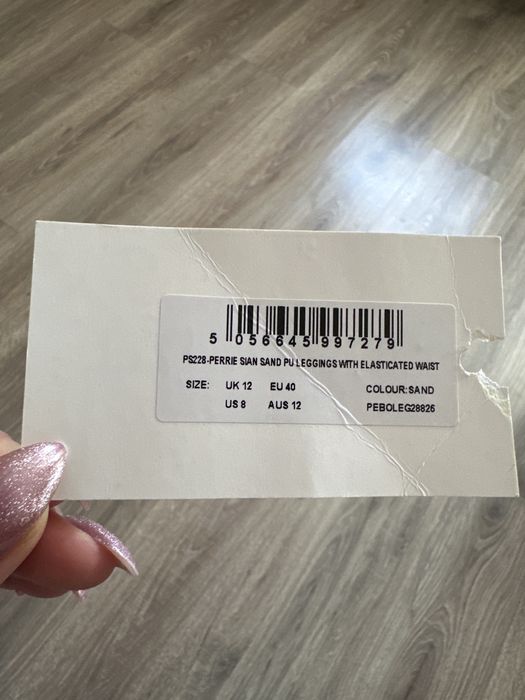 5 056645 997279
PS228-PERRIE SIAN SAND PU LEGGINGS WITH ELASTICATED WAIST
SIZE: UK 12 EU 40 COLOUR:SAND
US 8 AUS 12 PEBOLEG28826